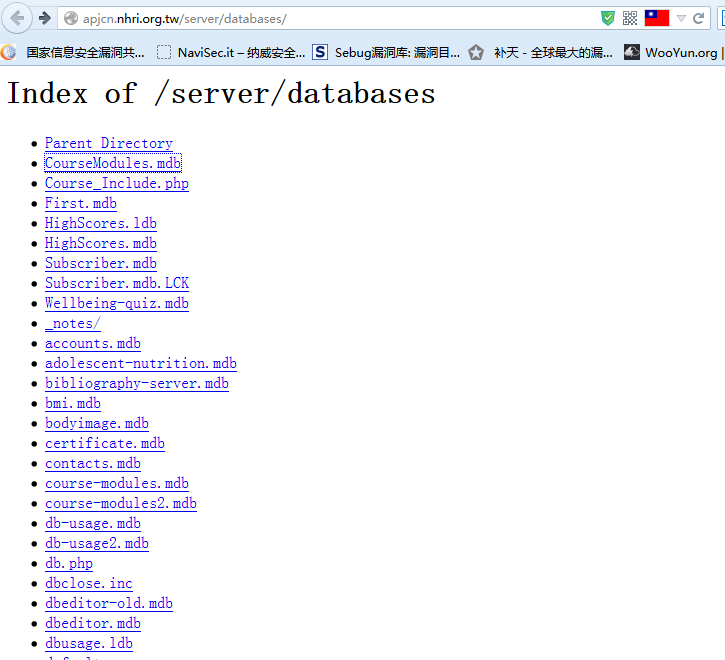 apjcn.nhri.org.tw/server/databases/
国家信息安全漏洞共... NaviSec.it – 纳威安全... S Sebug漏洞库: 漏洞目... 补天 - 全球最大的漏... WooYun.org |
Index of /server/databases
Parent Directory
CourseModules.mdb
Course_Include.php
First.mdb
HighScores.ldb
HighScores.mdb
Subscriber.mdb
Subscriber.mdb.LCK
Wellbeing-quiz.mdb
_notes/
accounts.mdb
adolescent-nutrition.mdb
bibliography-server.mdb
bmi.mdb
bodyimage.mdb
certificate.mdb
contacts.mdb
course-modules.mdb
course-modules2.mdb
db-usage.mdb
db-usage2.mdb
db.php
dbclose.inc
dbeditor-old.mdb
dbeditor.mdb
dbusage.ldb